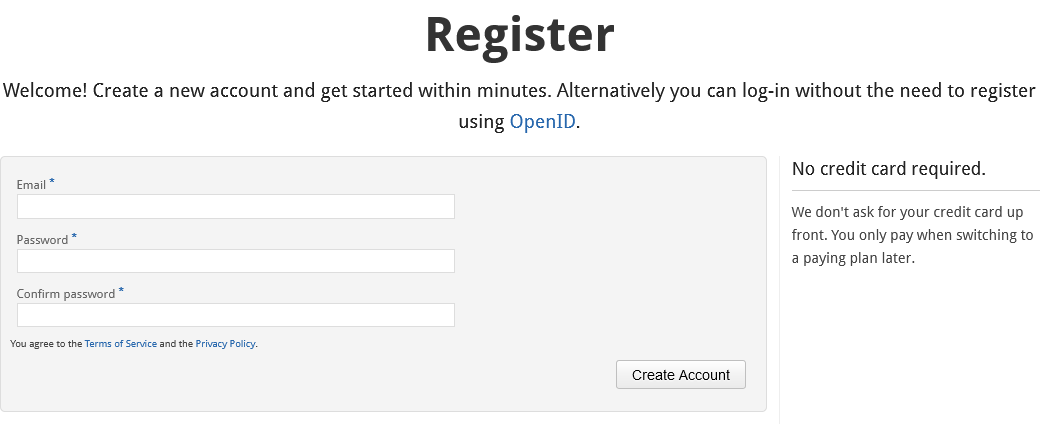 Register
Welcome! Create a new account and get started within minutes. Alternatively you can log-in without the need to register
using OpenID.
Email *
Password *
Confirm password *
You agree to the Terms of Service and the Privacy Policy.
Create Account
No credit card required.
We don't ask for your credit card up
front. You only pay when switching to
a paying plan later.